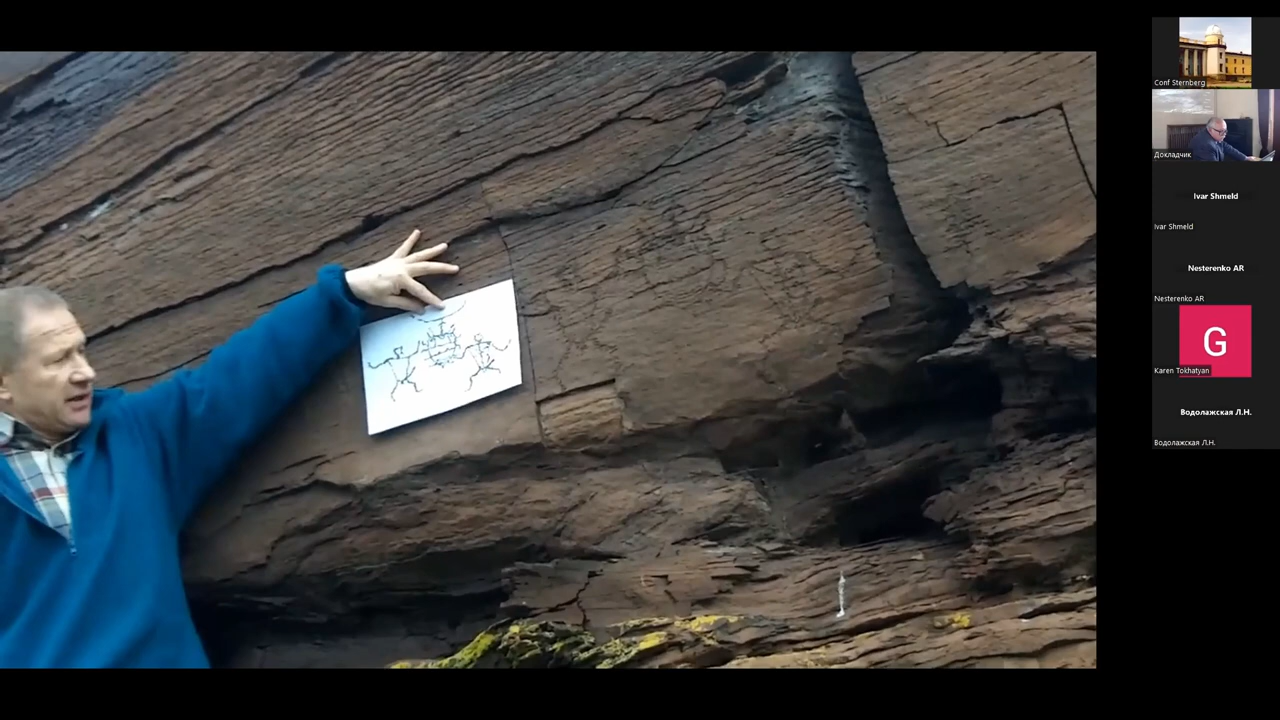 Conf Sternberg
Докладчик
Ivar Shmeld
Ivar Shmeld
Nesterenko AR
Nesterenko AR
G
Karen Tokhatyan
Водолажская Л.Н.
Водолажская Л.Н.